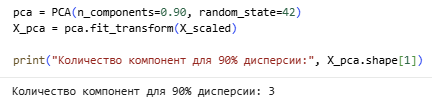 pca = PCA(n_components=0.90, random_state=42)
X_pca = pca.fit_transform(X_scaled)
print("Количество компонент для 90% дисперсии:", X_pca.shape[1])
Количество компонент для 90% дисперсии: 3